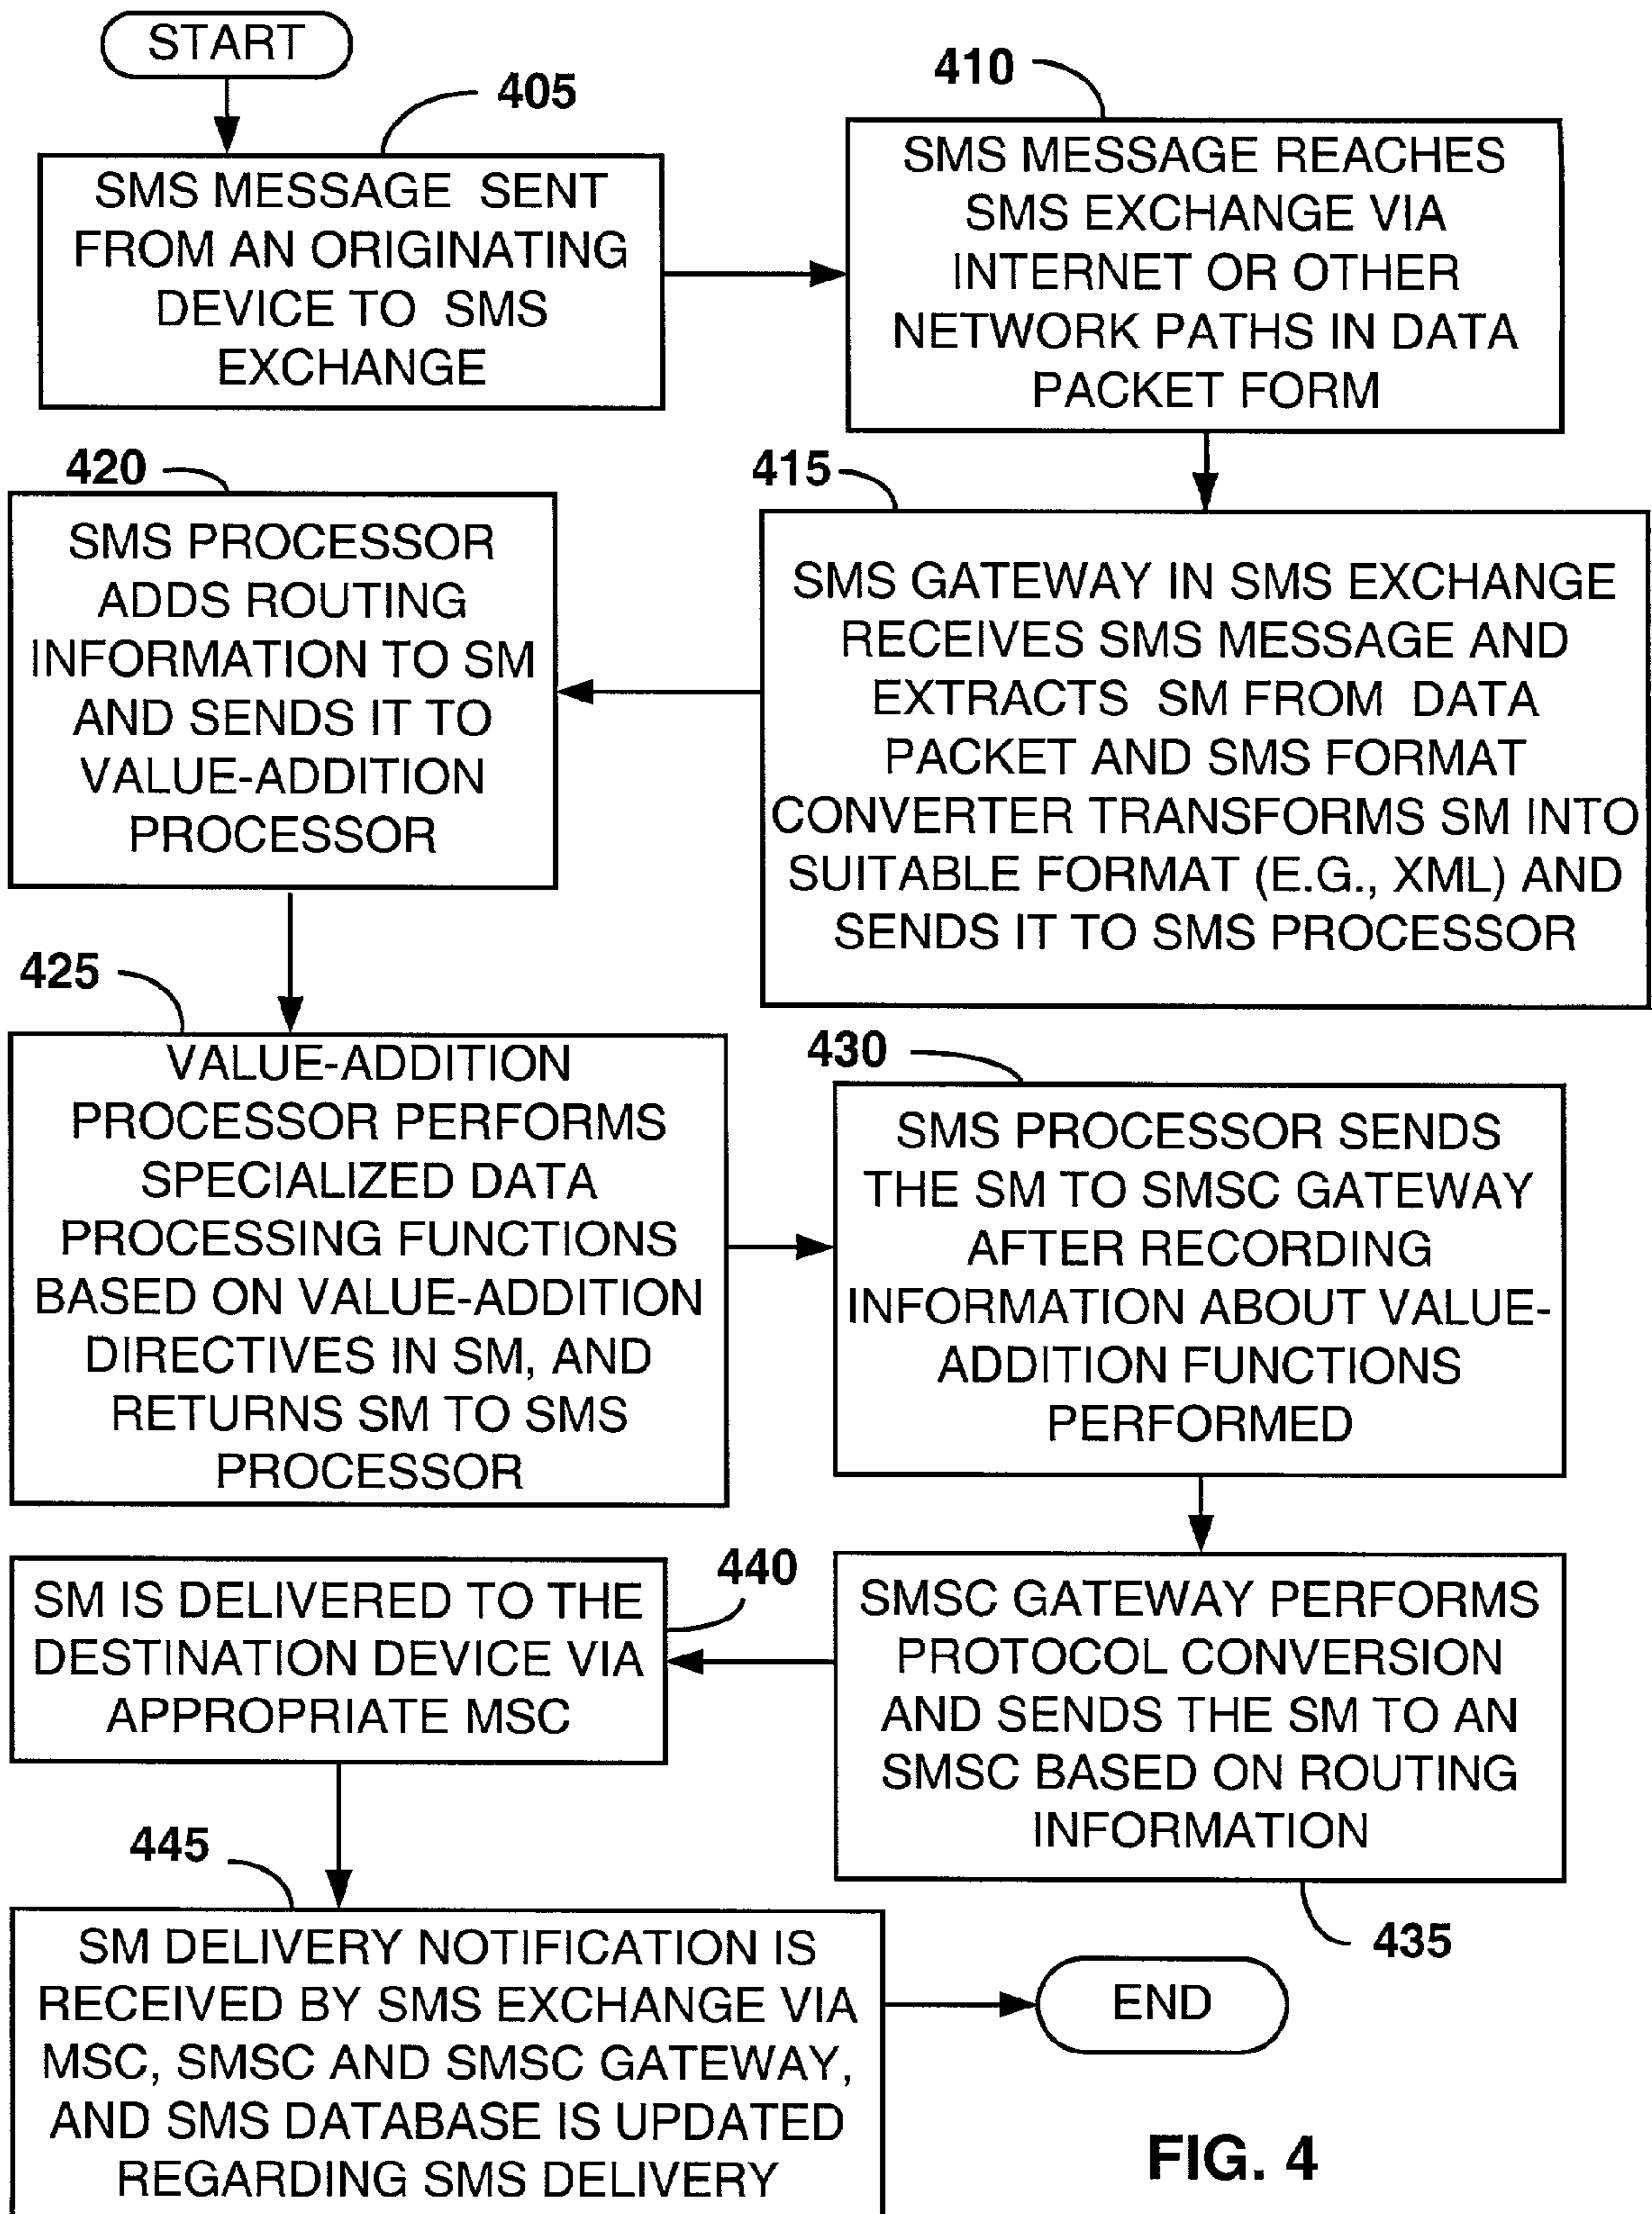 START
405
SMS MESSAGE SENT
FROM AN ORIGINATING
DEVICE TO SMS
EXCHANGE
410
SMS MESSAGE REACHES
SMS EXCHANGE VIA
INTERNET OR OTHER
NETWORK PATHS IN DATA
PACKET FORM
415
SMS GATEWAY IN SMS EXCHANGE
RECEIVES SMS MESSAGE AND
EXTRACTS SM FROM DATA
PACKET AND SMS FORMAT
CONVERTER TRANSFORMS SM INTO
SUITABLE FORMAT (E.G., XML) AND
SENDS IT TO SMS PROCESSOR
420
SMS PROCESSOR
ADDS ROUTING
INFORMATION TO SM
AND SENDS IT TO
VALUE-ADDITION
PROCESSOR
425
VALUE-ADDITION
PROCESSOR PERFORMS
SPECIALIZED DATA
PROCESSING FUNCTIONS
BASED ON VALUE-ADDITION
DIRECTIVES IN SM, AND
RETURNS SM TO SMS
PROCESSOR
430
SMS PROCESSOR SENDS
THE SM TO SMSC GATEWAY
AFTER RECORDING
INFORMATION ABOUT VALUE-
ADDITION FUNCTIONS
PERFORMED
SMSC GATEWAY PERFORMS
PROTOCOL CONVERSION
AND SENDS THE SM TO AN
SMSC BASED ON ROUTING
INFORMATION
435
440
SM IS DELIVERED TO THE
DESTINATION DEVICE VIA
APPROPRIATE MSC
445
SM DELIVERY NOTIFICATION IS
RECEIVED BY SMS EXCHANGE VIA
MSC, SMSC AND SMSC GATEWAY,
AND SMS DATABASE IS UPDATED
REGARDING SMS DELIVERY
END
FIG. 4